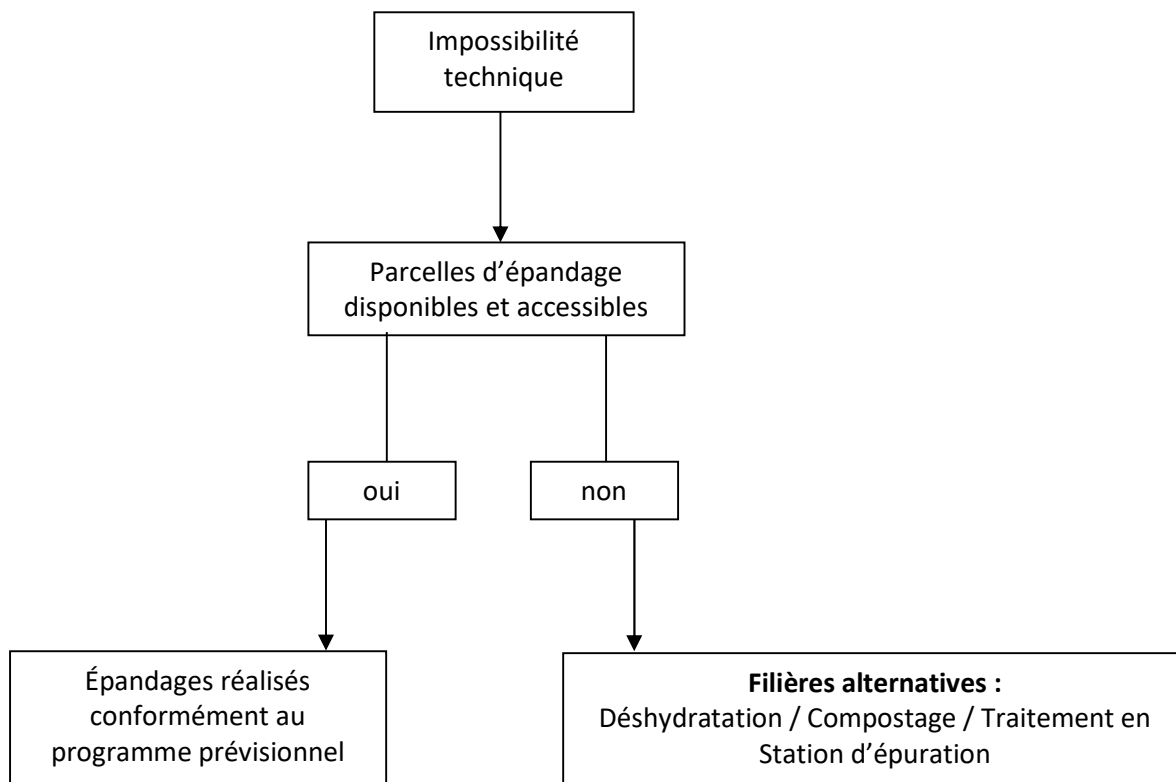 Impossibilité
technique
Parcelles d’épandage
disponibles et accessibles
oui
non
Épandages réalisés
conformément au
programme prévisionnel
Filières alternatives :
Déshydratation / Compostage / Traitement en
Station d’épuration